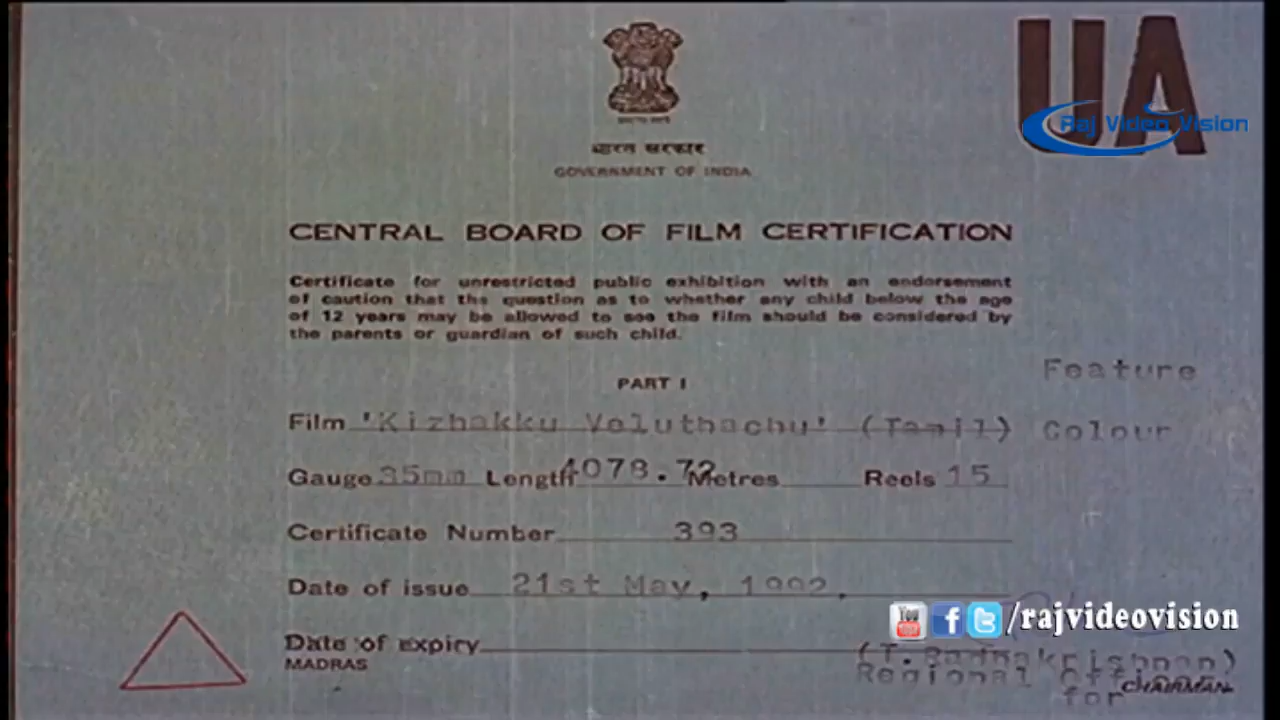 UA
Raj Video Vision
भारत सरकार
GOVERNMENT OF INDIA
CENTRAL BOARD OF FILM CERTIFICATION
Certificate for unrestricted public exhibition with an endorsement
of caution that the question as to whether any child below the age
of 12 years may be allowed to see the film should be considered by
the parents or guardian of such child.
PART I
Feature
Film 'Kizhakku Veluthachu' (Tamil) Colour
Gauge 35mm Length 4078.72 Metres Reels 15
Certificate Number 393
Date of issue 21st May, 1992.
You Tube f /rajvideovision
Date of expiry
MADRAS
(T. Radhakrishnan)
Regional
for CHAIRMAN